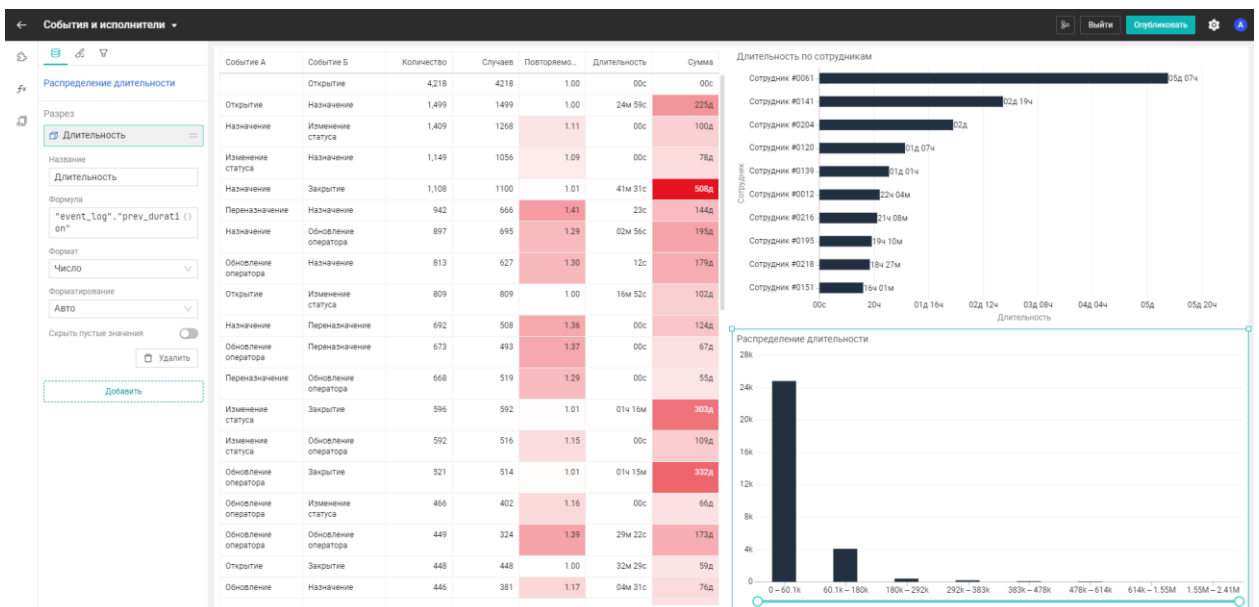 События и исполнители
Выйти
Опубликовать
A
Распределение длительности
Разрез
Длительность
Название
Длительность
Формула
"event_log"."prev_durati
on"
Формат
Число
Форматирование
Авто
Скрыть пустые значения
Удалить
Добавить
Событие А Событие Б Количество Случаев Повторяемо... Длительность Сумма
Открытие 4,218 4218 1.00 00с 00с
Открытие Назначение 1,499 1499 1.00 24м 59с 225д
Назначение Изменение статуса 1,409 1268 1.11 00с 100д
Изменение статуса Назначение 1,149 1056 1.09 00с 78д
Назначение Закрытие 1,108 1100 1.01 41м 31с 508д
Переназначение Назначение 942 666 1.41 23с 144д
Назначение Обновление оператора 897 695 1.29 02м 56с 195д
Обновление оператора Назначение 813 627 1.30 12с 179д
Открытие Изменение статуса 809 809 1.00 16м 52с 102д
Назначение Переназначение 692 508 1.36 00с 124д
Обновление оператора Переназначение 673 493 1.37 00с 67д
Переназначение Обновление оператора 668 519 1.29 00с 55д
Изменение статуса Закрытие 596 592 1.01 01ч 16м 303д
Изменение статуса Обновление оператора 592 516 1.15 00с 109д
Обновление оператора Закрытие 521 514 1.01 01ч 15м 332д
Обновление оператора Изменение статуса 466 402 1.16 00с 66д
Обновление оператора Обновление оператора 449 324 1.39 29м 22с 173д
Открытие Закрытие 448 448 1.00 32м 29с 59д
Обновление Назначение 446 381 1.17 04м 31с 76д
Длительность по сотрудникам
Сотрудник
Сотрудник #0061 05д 07ч
Сотрудник #0141 02д 19ч
Сотрудник #0204 02д
Сотрудник #0120 01д 07ч
Сотрудник #0139 01д 01ч
Сотрудник #0012 22ч 04м
Сотрудник #0216 21ч 08м
Сотрудник #0195 19ч 10м
Сотрудник #0218 18ч 27м
Сотрудник #0151 16ч 01м
00с 20ч 01д 16ч 02д 12ч 03д 08ч 04д 04ч 05д 05д 20ч
Длительность
Распределение длительности
28k
24k
20k
16k
12k
8k
4k
0
0 – 60.1k 60.1k – 180k 180k – 292k 292k – 383k 383k – 478k 478k – 614k 614k – 1.55M 1.55M – 2.41M